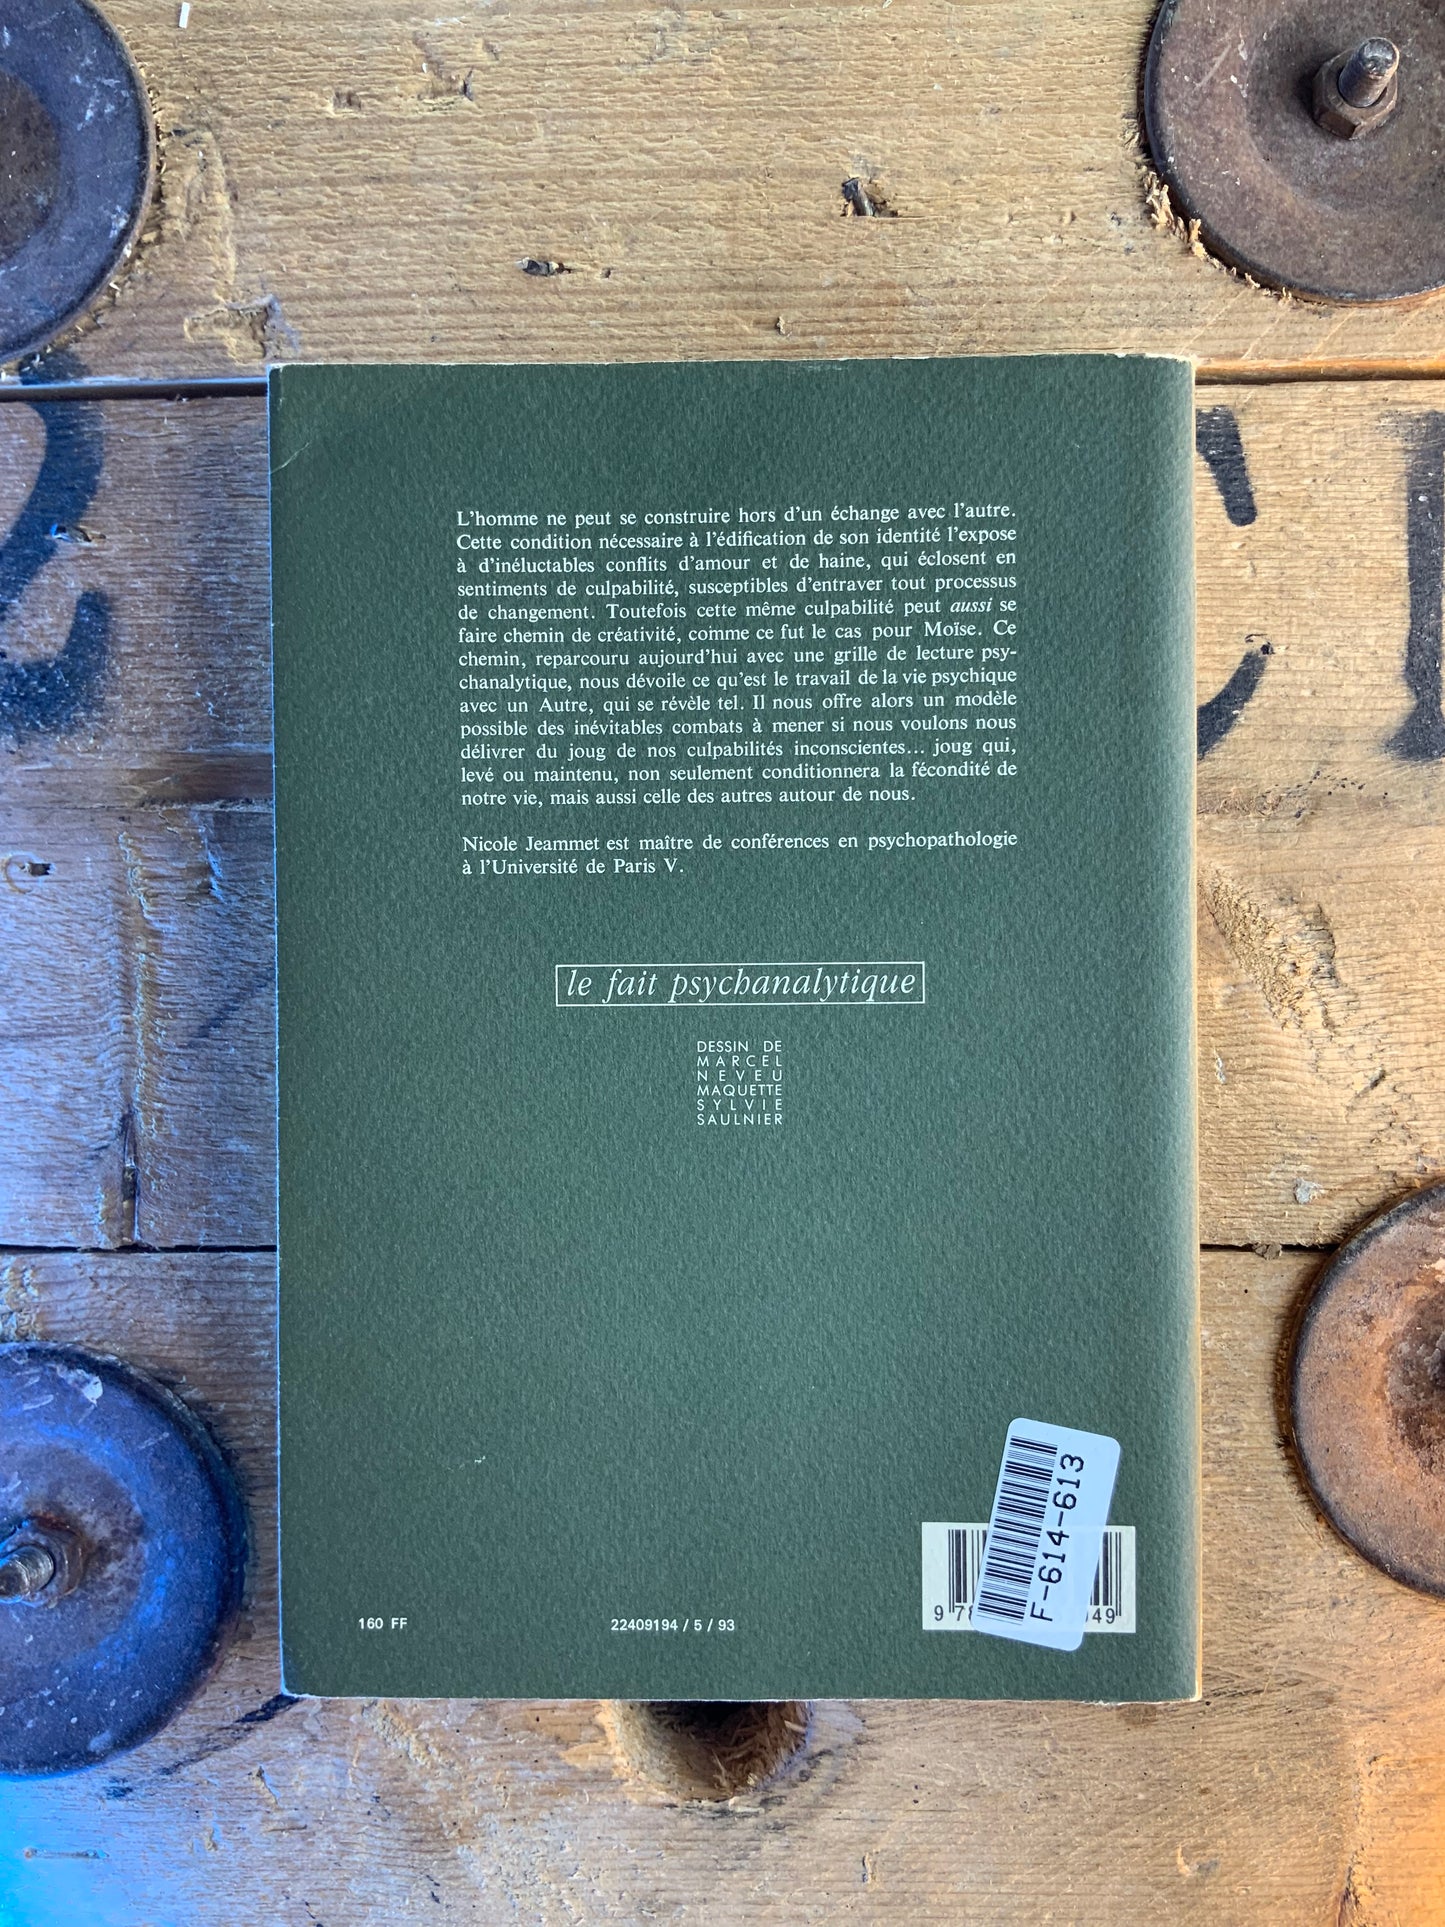 L'homme ne peut se construire hors d'un échange avec l'autre.
Cette condition nécessaire à l'édification de son identité l'expose
à d'inéluctables conflits d'amour et de haine, qui éclosent en
sentiments de culpabilité, susceptibles d'entraver tout processus
de changement. Toutefois cette même culpabilité peut aussi se
faire chemin de créativité, comme ce fut le cas pour Moïse. Ce
chemin, reparcouru aujourd'hui avec une grille de lecture psy-
chanalytique, nous dévoile ce qu'est le travail de la vie psychique
avec un Autre, qui se révèle tel. Il nous offre alors un modèle
possible des inévitables combats à mener si nous voulons nous
délivrer du joug de nos culpabilités inconscientes... joug qui,
levé ou maintenu, non seulement conditionnera la fécondité de
notre vie, mais aussi celle des autres autour de nous.
Nicole Jeammet est maître de conférences en psychopathologie
à l'Université de Paris V.
le fait psychanalytique
DESSIN DE
MARCEL
NEVEU
MAQUETTE
SYLVIE
SAULNIER
F-614-613
160 FF
22409194 / 5 / 93